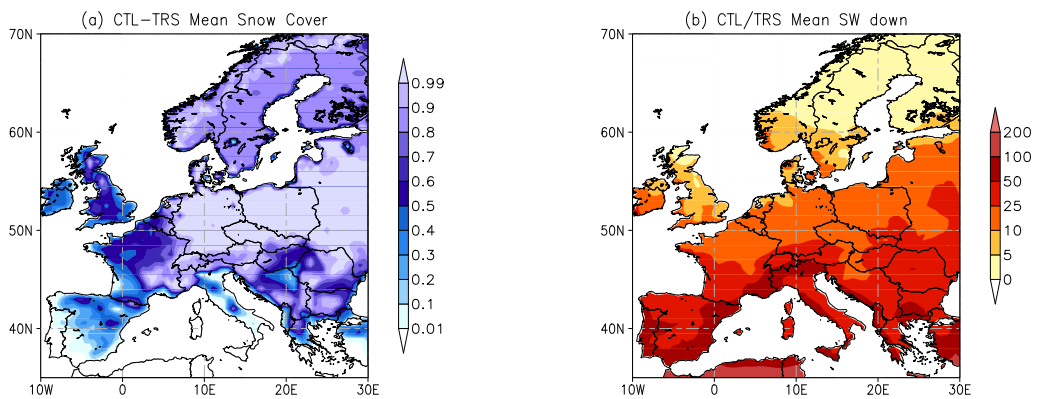 (a) CTL-TRS Mean Snow Cover
70N
60N
50N
40N
10W 0 10E 20E 30E
0.99
0.9
0.8
0.7
0.6
0.5
0.4
0.3
0.2
0.1
0.01
(b) CTL/TRS Mean SW down
70N
60N
50N
40N
10W 0 10E 20E 30E
200
100
50
25
10
5
0